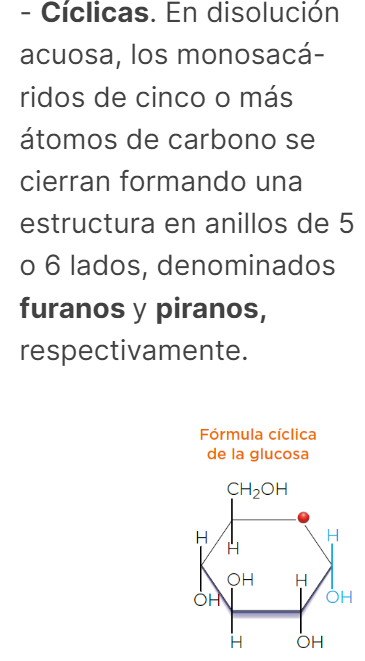 - Cíclicas. En disolución
acuosa, los monosacá-
ridos de cinco o más
átomos de carbono se
cierran formando una
estructura en anillos de 5
o 6 lados, denominados
furanos y piranos,
respectivamente.
Fórmula cíclica
de la glucosa
CH₂OH
H H
H
OH H
OH OH
H OH